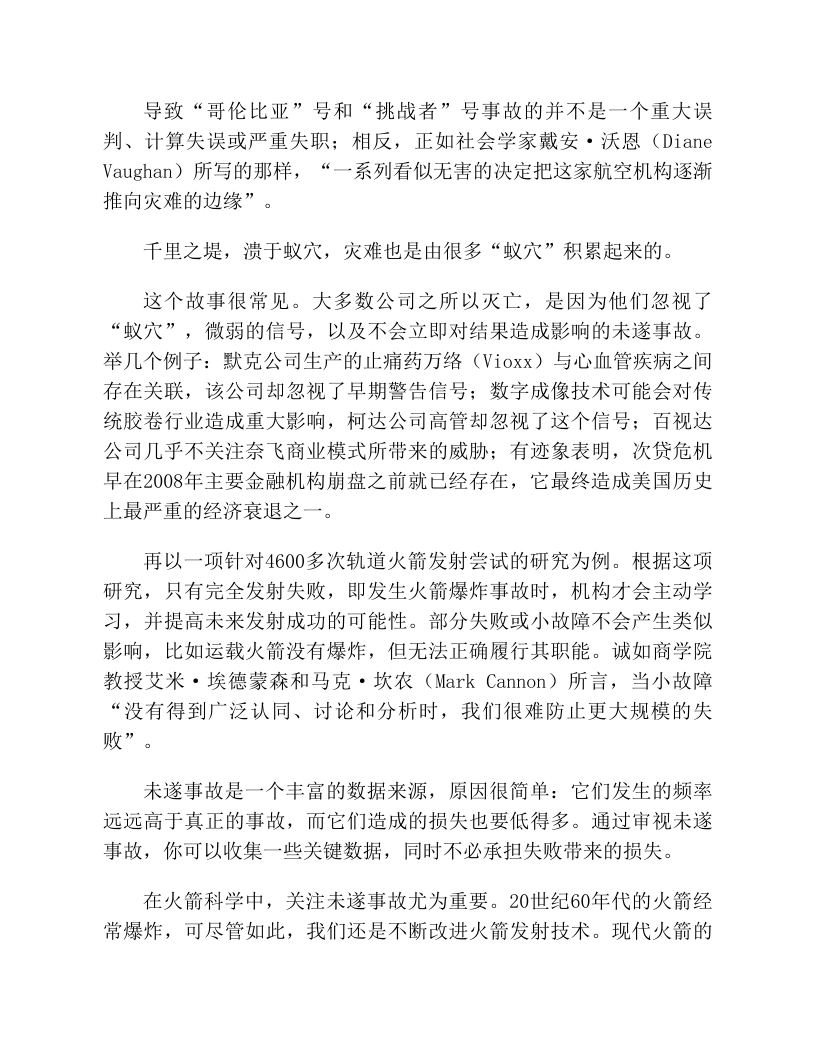 导致“哥伦比亚”号和“挑战者”号事故的并不是一个重大误
判、计算失误或严重失职；相反，正如社会学家戴安·沃恩（Diane
Vaughan）所写的那样，“一系列看似无害的决定把这家航空机构逐渐
推向灾难的边缘”。
千里之堤，溃于蚁穴，灾难也是由很多“蚁穴”积累起来的。
这个故事很常见。大多数公司之所以灭亡，是因为他们忽视了
“蚁穴”，微弱的信号，以及不会立即对结果造成影响的未遂事故。
举几个例子：默克公司生产的止痛药万络（Vioxx）与心血管疾病之间
存在关联，该公司却忽视了早期警告信号；数字成像技术可能会对传
统胶卷行业造成重大影响，柯达公司高管却忽视了这个信号；百视达
公司几乎不关注奈飞商业模式所带来的威胁；有迹象表明，次贷危机
早在2008年主要金融机构崩盘之前就已经存在，它最终造成美国历史
上最严重的经济衰退之一。
再以一项针对4600多次轨道火箭发射尝试的研究为例。根据这项
研究，只有完全发射失败，即发生火箭爆炸事故时，机构才会主动学
习，并提高未来发射成功的可能性。部分失败或小故障不会产生类似
影响，比如运载火箭没有爆炸，但无法正确履行其职能。诚如商学院
教授艾米·埃德蒙森和马克·坎农（Mark Cannon）所言，当小故障
“没有得到广泛认同、讨论和分析时，我们很难防止更大规模的失
败”。
未遂事故是一个丰富的数据来源，原因很简单：它们发生的频率
远远高于真正的事故，而它们造成的损失也要低得多。通过审视未遂
事故，你可以收集一些关键数据，同时不必承担失败带来的损失。
在火箭科学中，关注未遂事故尤为重要。20世纪60年代的火箭经
常爆炸，可尽管如此，我们还是不断改进火箭发射技术。现代火箭的